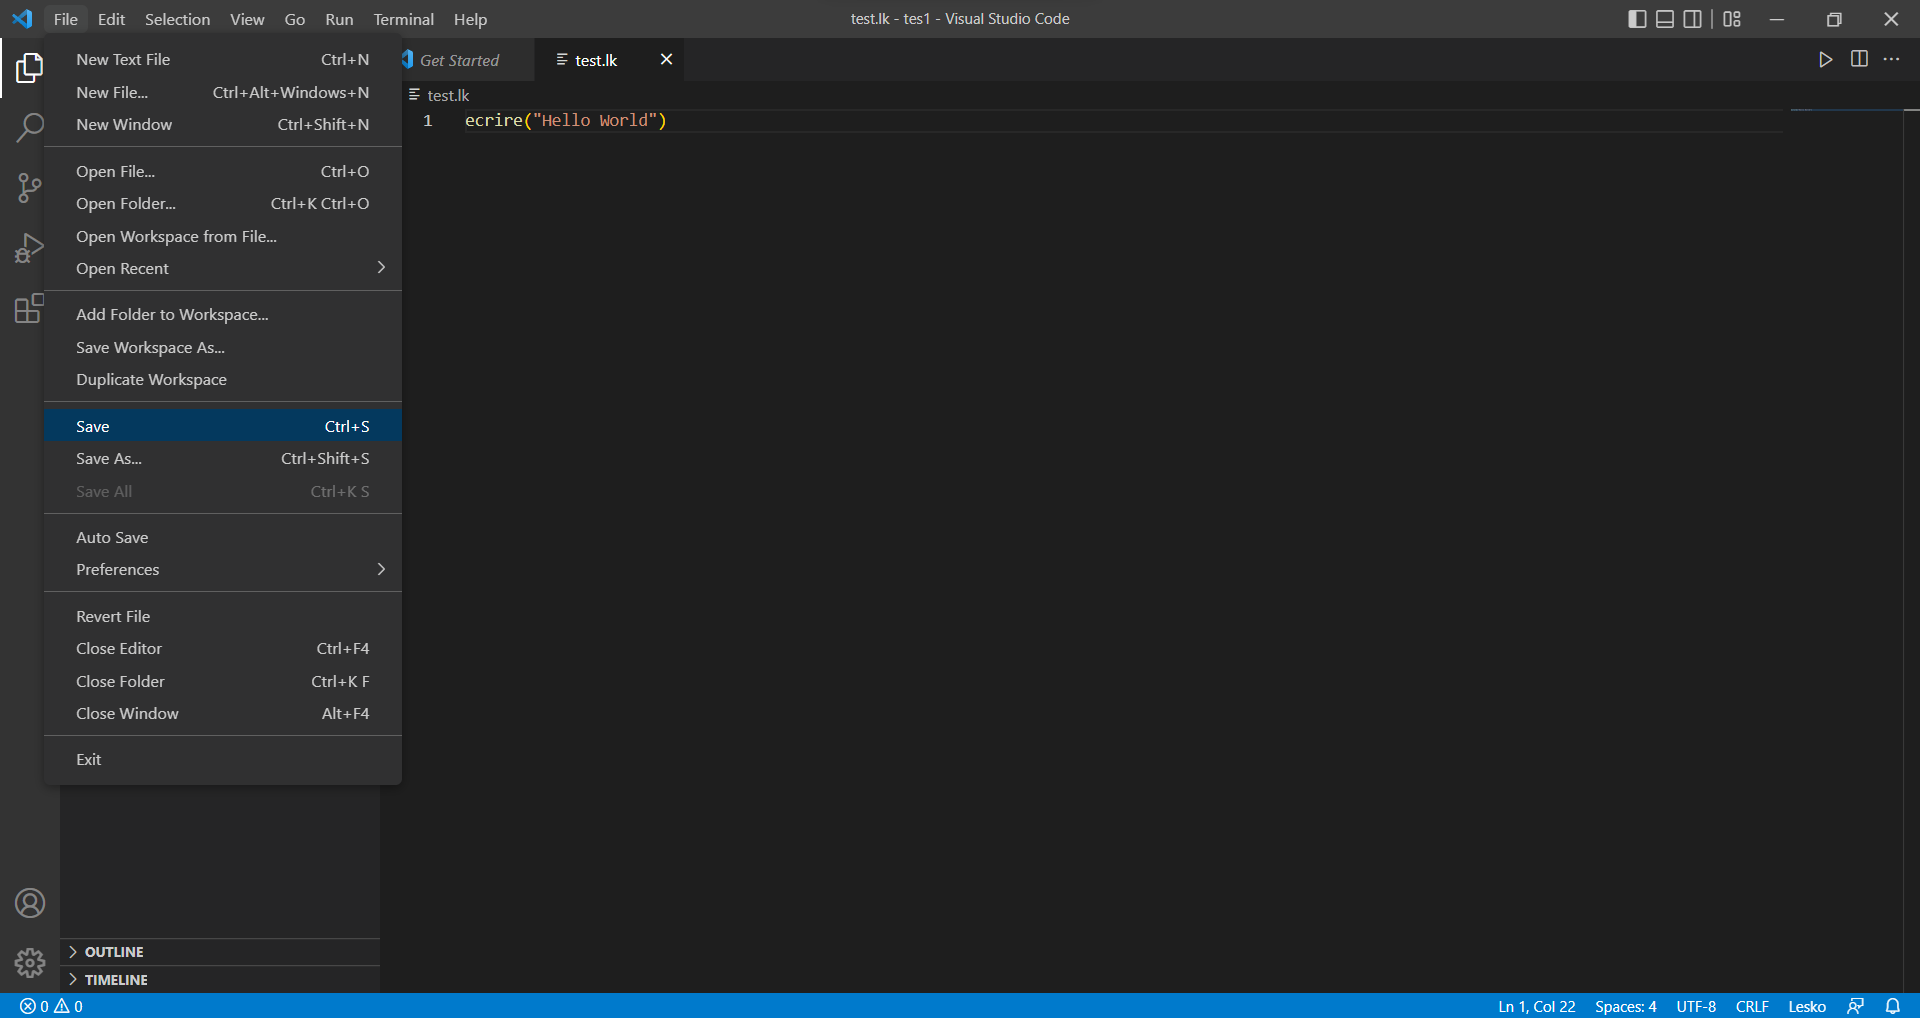 File Edit Selection View Go Run Terminal Help
test.lk - tes1 - Visual Studio Code
New Text File Ctrl+N
New File... Ctrl+Alt+Windows+N
New Window Ctrl+Shift+N
Open File... Ctrl+O
Open Folder... Ctrl+K Ctrl+O
Open Workspace from File...
Open Recent
Add Folder to Workspace...
Save Workspace As...
Duplicate Workspace
Save Ctrl+S
Save As... Ctrl+Shift+S
Save All Ctrl+K S
Auto Save
Preferences
Revert File
Close Editor Ctrl+F4
Close Folder Ctrl+K F
Close Window Alt+F4
Exit
Get Started
test.lk
test.lk
1 ecrire("Hello World")
OUTLINE
TIMELINE
0 0
Ln 1, Col 22 Spaces: 4 UTF-8 CRLF Lesko